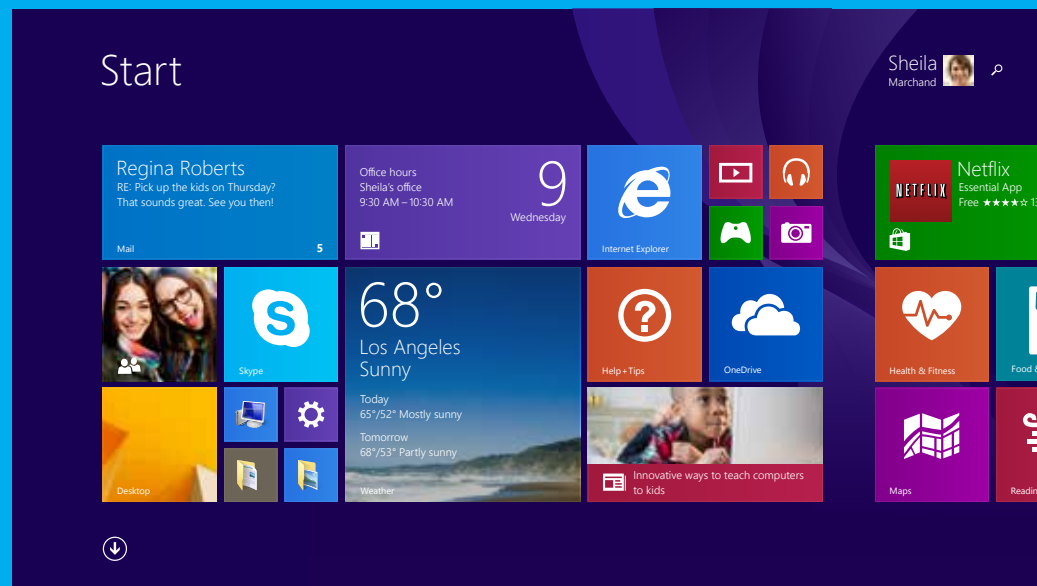 Start
Sheila
Marchand
Regina Roberts
RE: Pick up the kids on Thursday?
That sounds great. See you then!
Mail
5
Office hours
Sheila's office
9:30 AM – 10:30 AM
9
Wednesday
Internet Explorer
NETFLIX
Netflix
Essential App
Free ★★★★☆
Skype
68°
Los Angeles
Sunny
Today
65°/52° Mostly sunny
Tomorrow
68°/53° Partly sunny
Weather
Help+Tips
OneDrive
Health & Fitness
Food &
Desktop
Innovative ways to teach computers
to kids
Maps